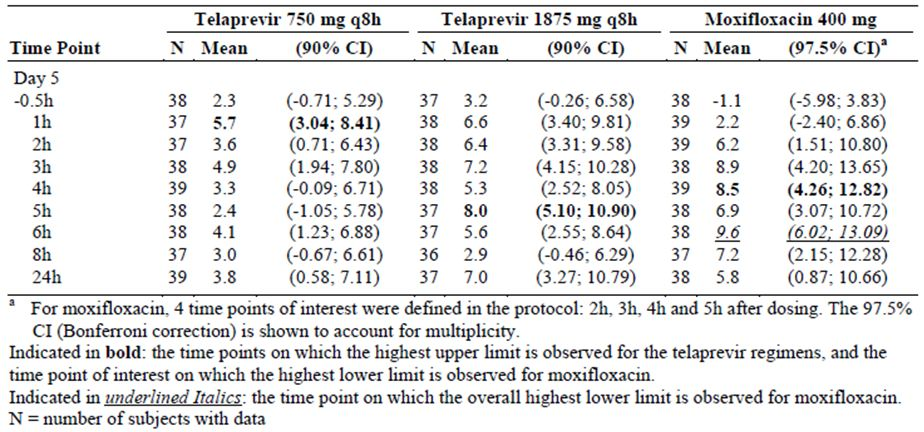 Telaprevir 750 mg q8h Telaprevir 1875 mg q8h Moxifloxacin 400 mg
Time Point N Mean (90% CI) N Mean (90% CI) N Mean (97.5% CI)a
Day 5
-0.5h 38 2.3 (-0.71; 5.29) 37 3.2 (-0.26; 6.58) 38 -1.1 (-5.98; 3.83)
1h 37 5.7 (3.04; 8.41) 38 6.6 (3.40; 9.81) 39 2.2 (-2.40; 6.86)
2h 37 3.6 (0.71; 6.43) 38 6.4 (3.31; 9.58) 39 6.2 (1.51; 10.80)
3h 38 4.9 (1.94; 7.80) 38 7.2 (4.15; 10.28) 38 8.9 (4.20; 13.65)
4h 39 3.3 (-0.09; 6.71) 38 5.3 (2.52; 8.05) 39 8.5 (4.26; 12.82)
5h 38 2.4 (-1.05; 5.78) 37 8.0 (5.10; 10.90) 38 6.9 (3.07; 10.72)
6h 38 4.1 (1.23; 6.88) 37 5.6 (2.55; 8.64) 38 9.6 (6.02; 13.09)
8h 37 3.0 (-0.67; 6.61) 36 2.9 (-0.46; 6.29) 37 7.2 (2.15; 12.28)
24h 39 3.8 (0.58; 7.11) 37 7.0 (3.27; 10.79) 38 5.8 (0.87; 10.66)
a For moxifloxacin, 4 time points of interest were defined in the protocol: 2h, 3h, 4h and 5h after dosing. The 97.5%
CI (Bonferroni correction) is shown to account for multiplicity.
Indicated in bold: the time points on which the highest upper limit is observed for the telaprevir regimens, and the
time point of interest on which the highest lower limit is observed for moxifloxacin.
Indicated in underlined Italics: the time point on which the overall highest lower limit is observed for moxifloxacin.
N = number of subjects with data